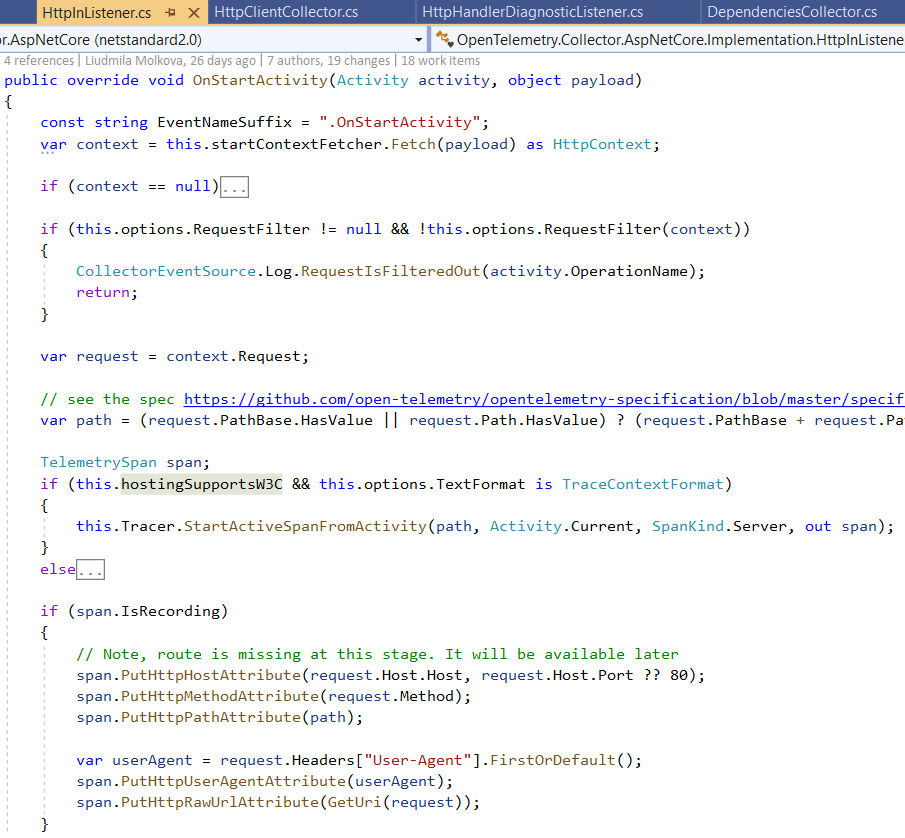 HttpInListener.cs HttpClientCollector.cs HttpHandlerDiagnosticListener.cs DependenciesCollector.cs
or.AspNetCore (netstandard2.0) OpenTelemetry.Collector.AspNetCore.Implementation.HttpInListene
4 references | Liudmila Molkova, 26 days ago | 7 authors, 19 changes | 18 work items
public override void OnStartActivity(Activity activity, object payload)
{
    const string EventNameSuffix = ".OnStartActivity";
    var context = this.startContextFetcher.Fetch(payload) as HttpContext;
    if (context == null)...
    if (this.options.RequestFilter != null && !this.options.RequestFilter(context))
    {
        CollectorEventSource.Log.RequestIsFilteredOut(activity.OperationName);
        return;
    }
    var request = context.Request;
    // see the spec https://github.com/open-telemetry/opentelemetry-specification/blob/master/specif
    var path = (request.PathBase.HasValue || request.Path.HasValue) ? (request.PathBase + request.Pa
    TelemetrySpan span;
    if (this.hostingSupportsW3C && this.options.TextFormat is TraceContextFormat)
    {
        this.Tracer.StartActiveSpanFromActivity(path, Activity.Current, SpanKind.Server, out span);
    }
    else...
    if (span.IsRecording)
    {
        // Note, route is missing at this stage. It will be available later
        span.PutHttpHostAttribute(request.Host.Host, request.Host.Port ?? 80);
        span.PutHttpMethodAttribute(request.Method);
        span.PutHttpPathAttribute(path);
        var userAgent = request.Headers["User-Agent"].FirstOrDefault();
        span.PutHttpUserAgentAttribute(userAgent);
        span.PutHttpRawUrlAttribute(GetUri(request));
    }